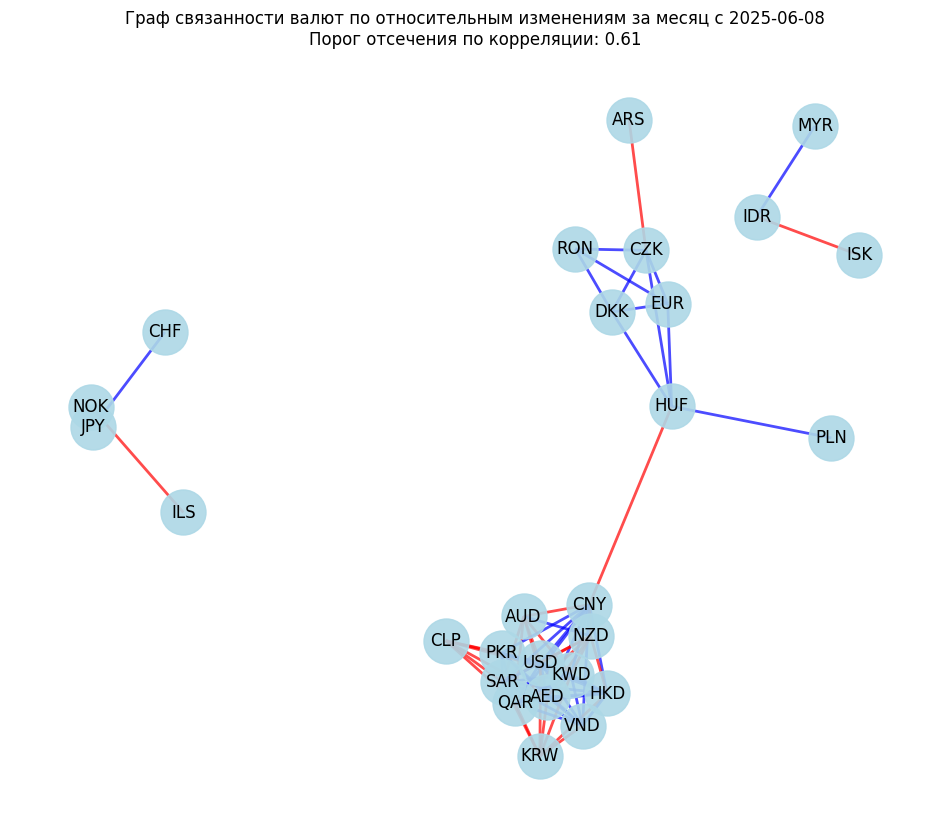 Граф связанности валют по относительным изменениям за месяц с 2025-06-08
Порог отсечения по корреляции: 0.61
ARS
MYR
IDR
RON
CZK
ISK
EUR
DKK
CHF
NOK
HUF
JPY
PLN
ILS
CNY
AUD
NZD
CLP
PKR
USD
KWD
SAR
HKD
AED
QAR
VND
KRW